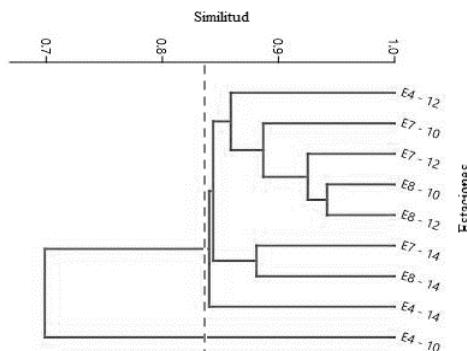 Similitud
0.7 0.8 0.9 1.0
E4 - 12
E7 - 10
E7 - 12
E8 - 10
E8 - 12
E7 - 14
E8 - 14
E4 - 14
E4 - 10
Estaciones